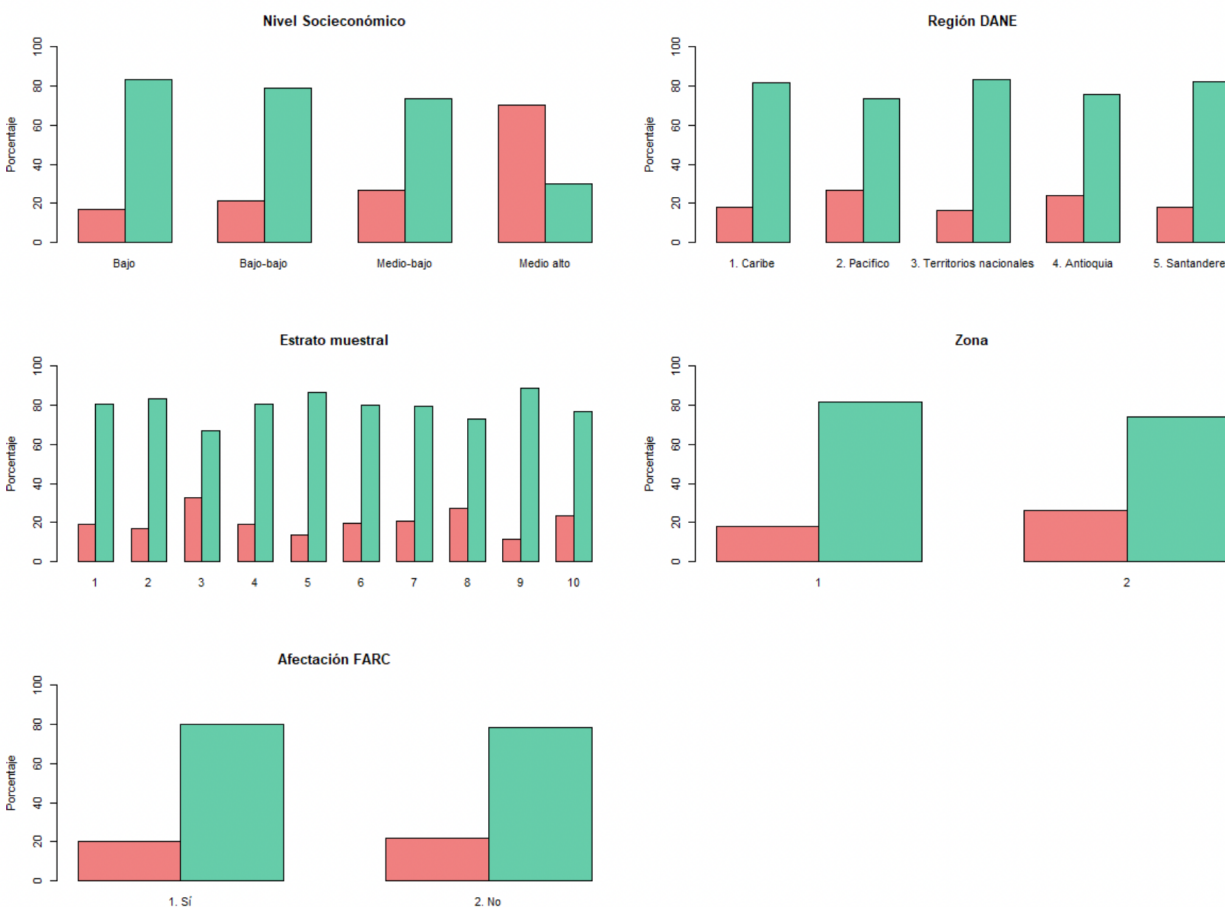 Nivel Socieconómico
Porcentaje
0 20 40 60 80 100
Bajo Bajo-bajo Medio-bajo Medio alto
Región DANE
Porcentaje
0 20 40 60 80 100
1. Caribe 2. Pacifico 3. Territorios nacionales 4. Antioquia 5. Santandere
Estrato muestral
Porcentaje
0 20 40 60 80 100
1 2 3 4 5 6 7 8 9 10
Zona
Porcentaje
0 20 40 60 80 100
1 2
Afectación FARC
Porcentaje
0 20 40 60 80 100
1. Sí 2. No